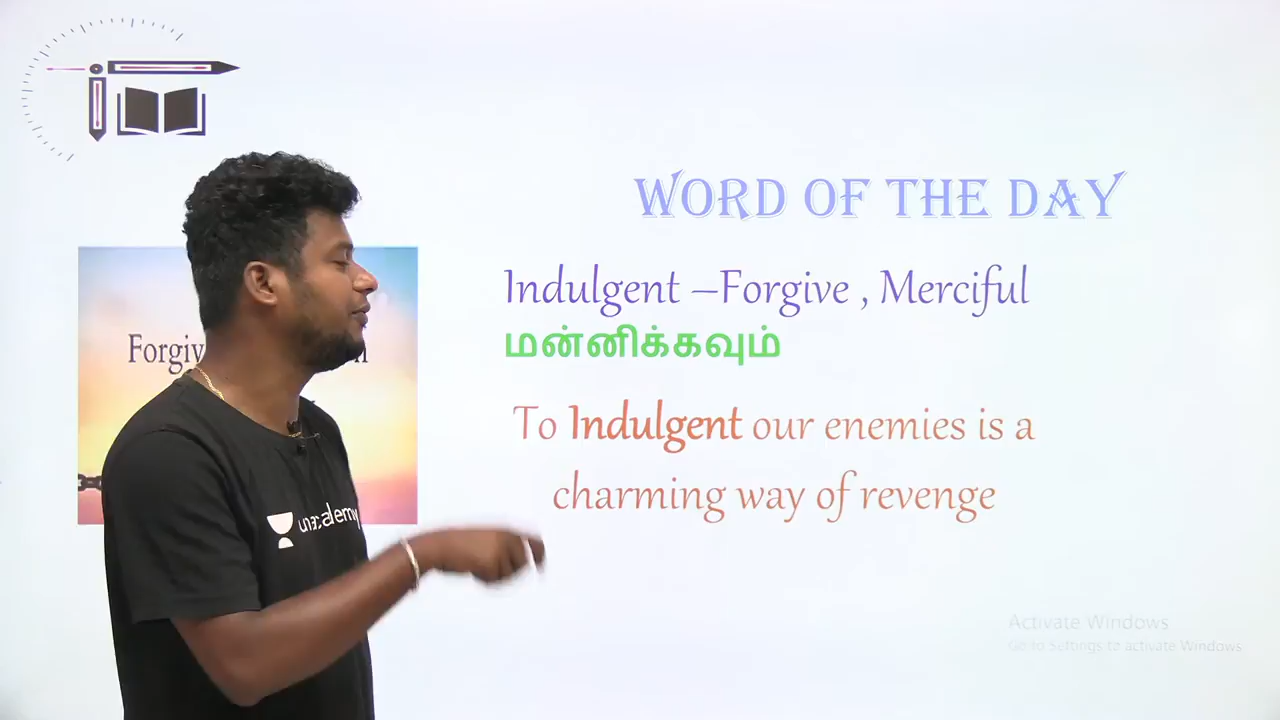 WORD OF THE DAY
Indulgent –Forgive , Merciful
மன்னிக்கவும்
To Indulgent our enemies is a
charming way of revenge
unacademy
Activate Windows
Go to Settings to activate Windows